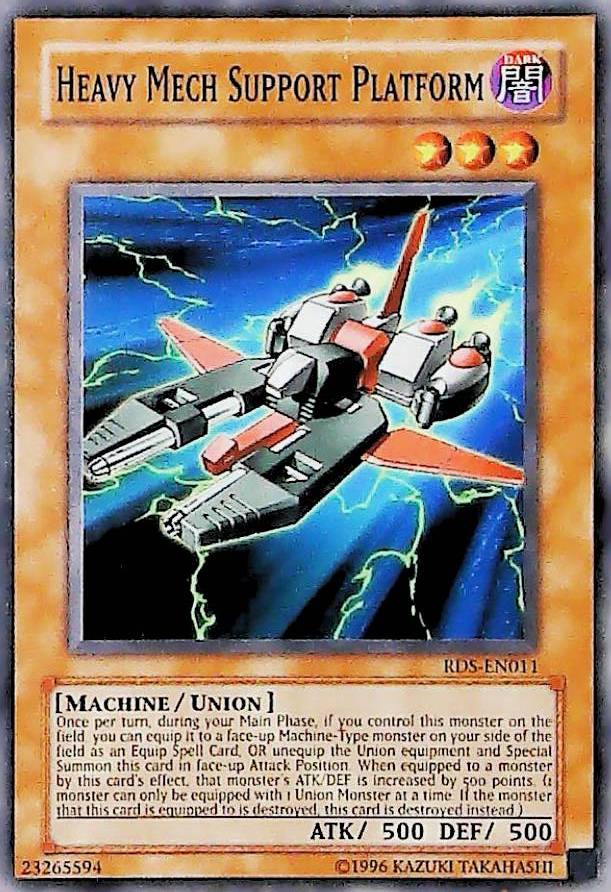 HEAVY MECH SUPPORT PLATFORM
DARK
闇
RDS-EN011
[MACHINE / UNION]
Once per turn, during your Main Phase, if you control this monster on the
field, you can equip it to a face-up Machine-Type monster on your side of the
field as an Equip Spell Card, OR unequip the Union equipment and Special
Summon this card in face-up Attack Position. When equipped to a monster
by this card's effect, that monster's ATK/DEF is increased by 500 points. (1
monster can only be equipped with 1 Union Monster at a time. If the monster
that this card is equipped to is destroyed, this card is destroyed instead.)
ATK/ 500 DEF/ 500
23265594
©1996 KAZUKI TAKAHASHI